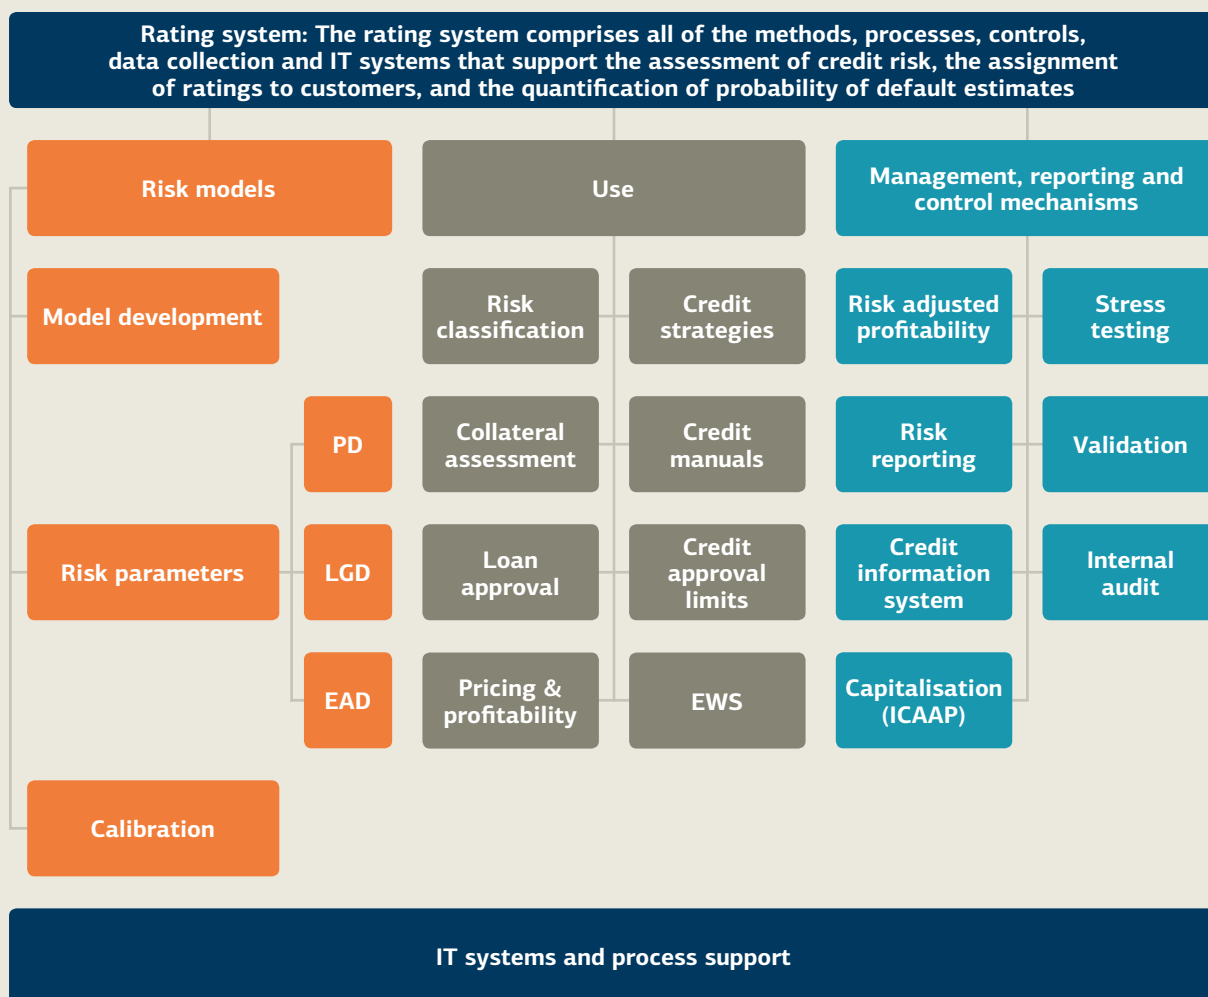 Rating system: The rating system comprises all of the methods, processes, controls,
data collection and IT systems that support the assessment of credit risk, the assignment
of ratings to customers, and the quantification of probability of default estimates
Risk models
Use
Management, reporting and
control mechanisms
Model development
Risk
classification
Credit
strategies
Risk adjusted
profitability
Stress
testing
PD
Collateral
assessment
Credit
manuals
Risk
reporting
Validation
Risk parameters
LGD
Loan
approval
Credit
approval
limits
Credit
information
system
Internal
audit
EAD
Pricing &
profitability
EWS
Capitalisation
(ICAAP)
Calibration
IT systems and process support